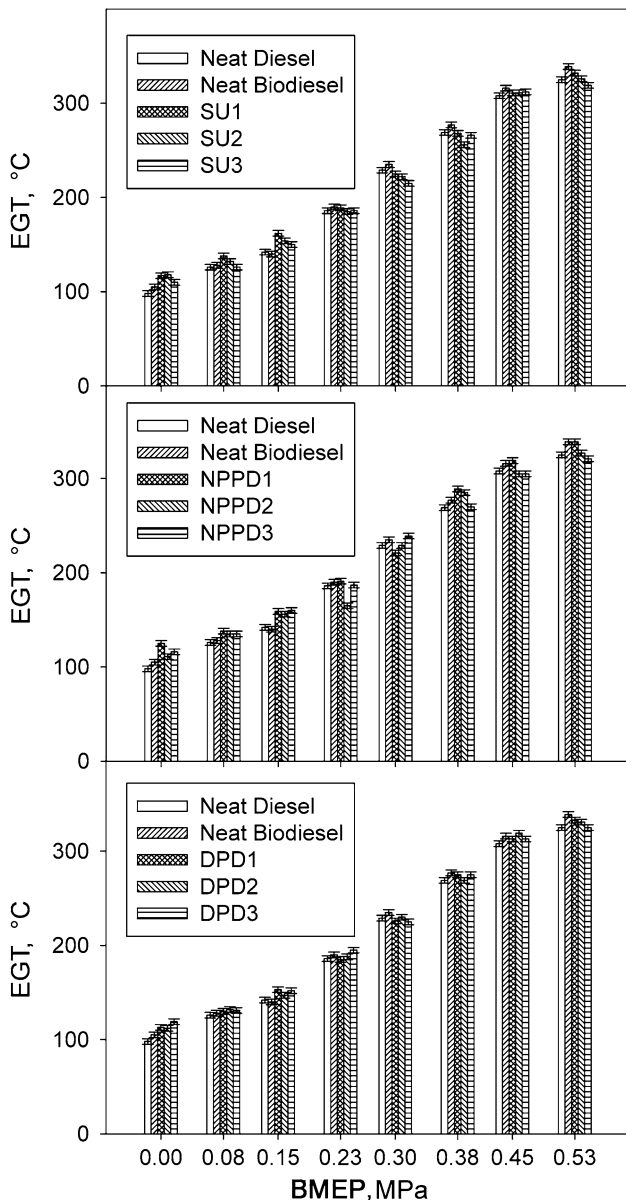 Neat Diesel
Neat Biodiesel
SU1
SU2
SU3
EGT, °C
300
200
100
0
Neat Diesel
Neat Biodiesel
NPPD1
NPPD2
NPPD3
EGT, °C
300
200
100
0
Neat Diesel
Neat Biodiesel
DPD1
DPD2
DPD3
EGT, °C
300
200
100
0
0.00 0.08 0.15 0.23 0.30 0.38 0.45 0.53
BMEP, MPa